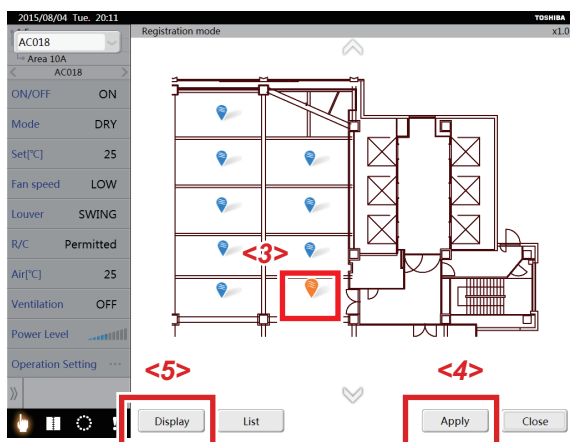 2015/08/04 Tue. 20:11
TOSHIBA
Registration mode
x1.0
AC018
Area 10A
AC018
ON/OFF ON
Mode DRY
Set[°C] 25
Fan speed LOW
Louver SWING
R/C Permitted
Air[°C] 25
Ventilation OFF
Power Level
Operation Setting ...
<3>
<5>
<4>
Display
List
Apply
Close